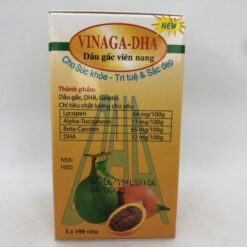 NEW
VINAGA-DHA
Dầu gấc viên nang
Cho Sức khỏe - Trí tuệ & Sắc đẹp
Thành phần:
Dầu gấc, DHA, Gelatin.
Chỉ tiêu chất lượng chủ yếu:
Lycopen 54 mg/100g
Alpha-Tocopherol 11 mg/100g
Beta-Caroten 65 mg/100g
DHA 12 mg/100g
NSX:
HSD:
LSX:06
Lọ 100 viên